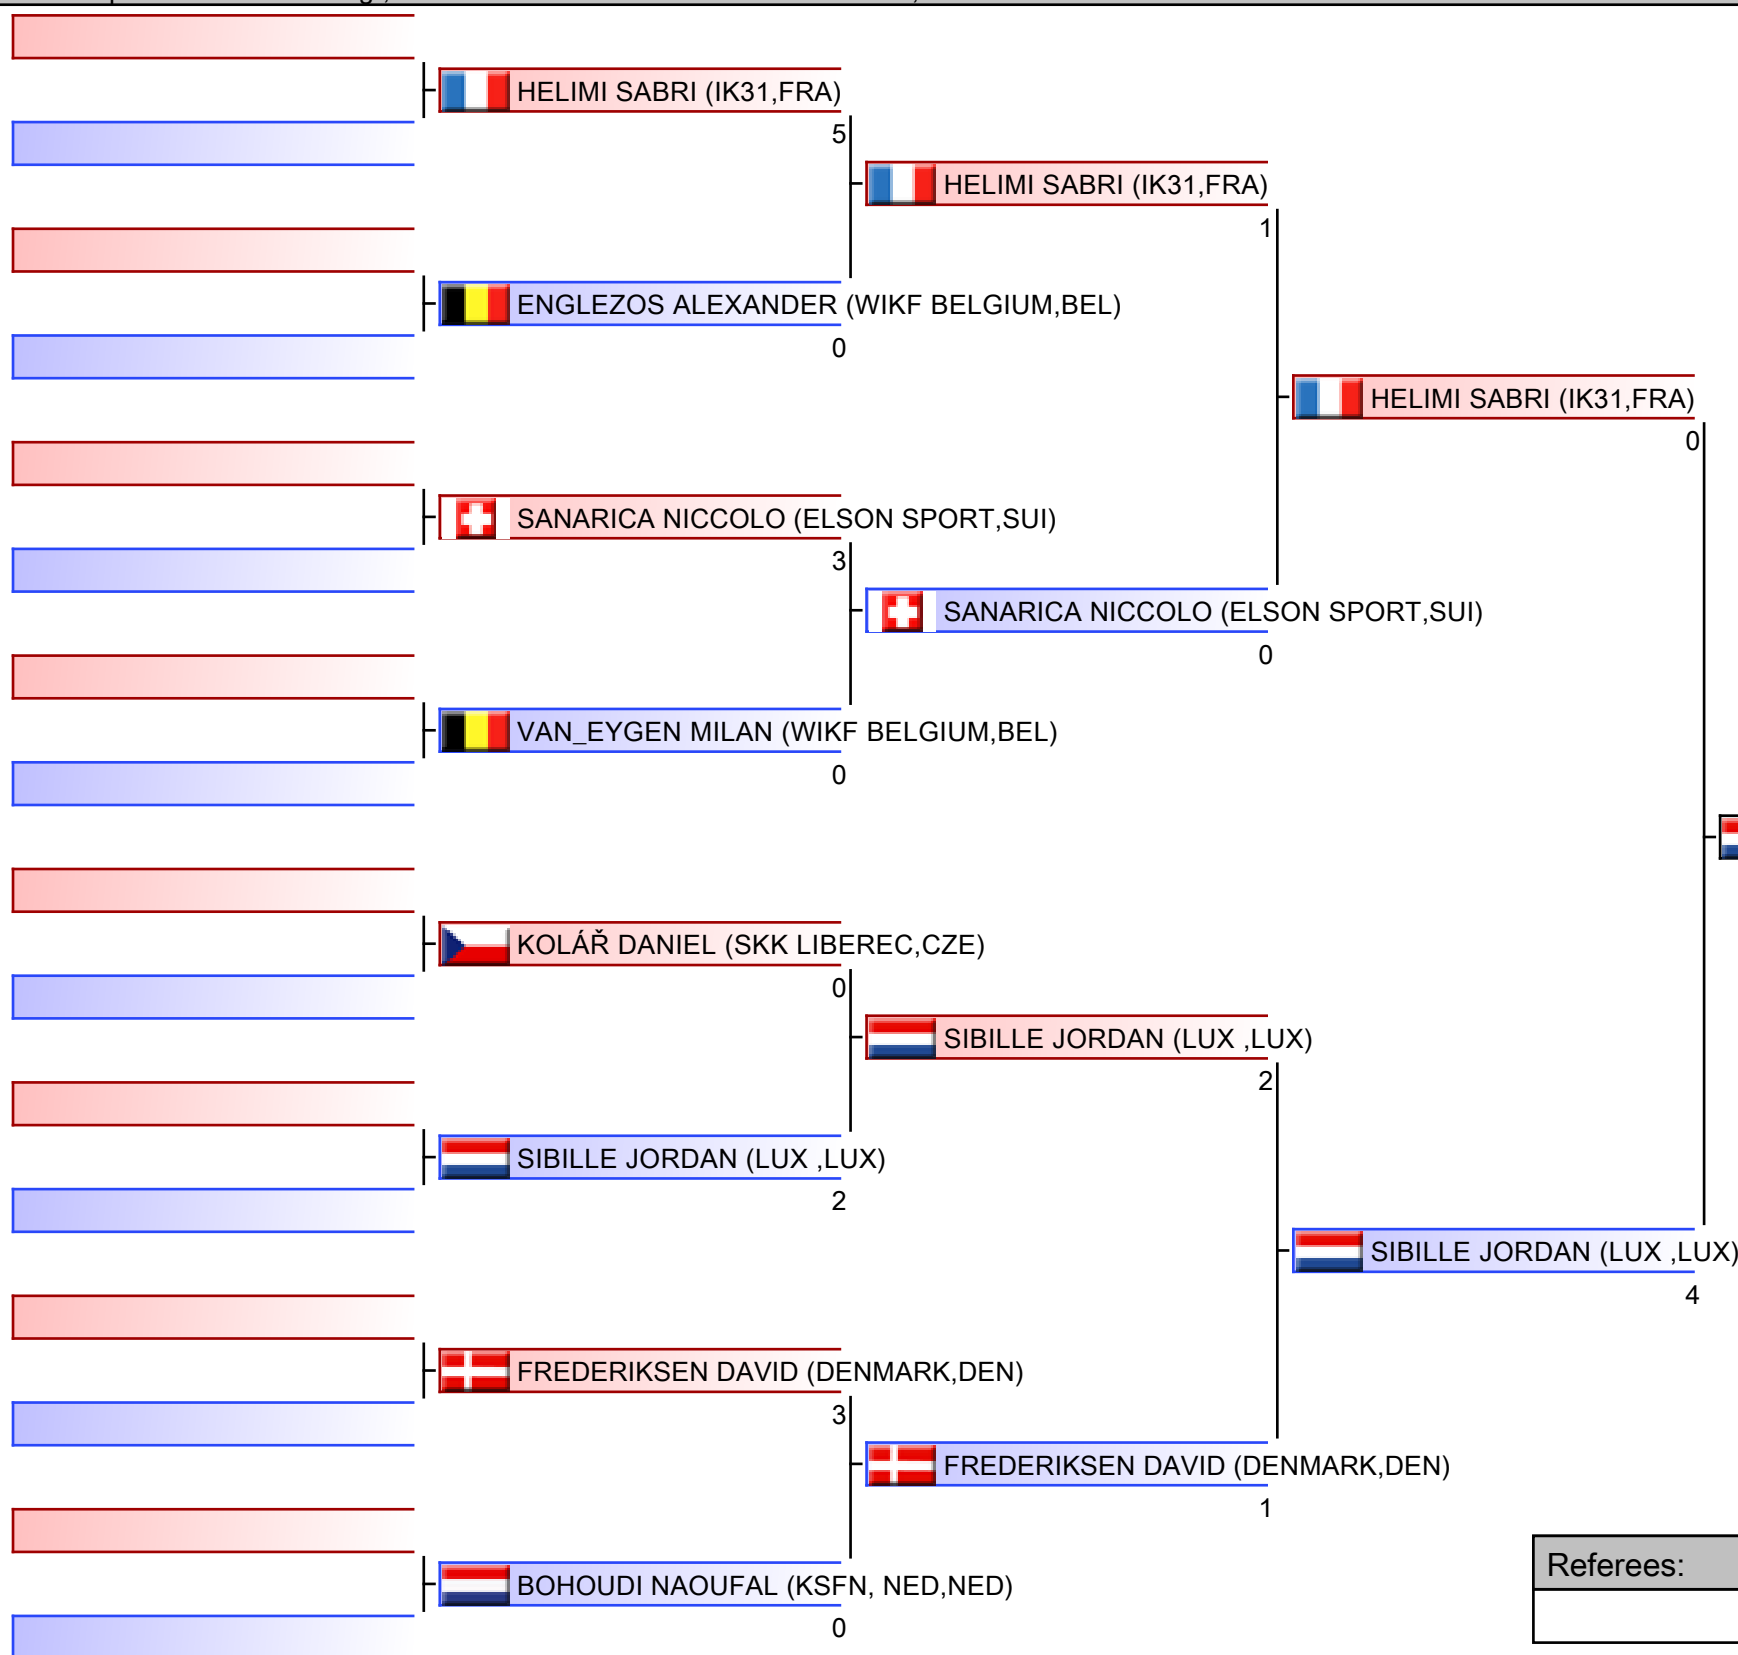 HELIMI SABRI (IK31,FRA)
5
HELIMI SABRI (IK31,FRA)
1
ENGLEZOS ALEXANDER (WIKF BELGIUM,BEL)
0
HELIMI SABRI (IK31,FRA)
0
SANARICA NICCOLO (ELSON SPORT,SUI)
3
SANARICA NICCOLO (ELSON SPORT,SUI)
0
VAN_EYGEN MILAN (WIKF BELGIUM,BEL)
0
KOLÁŘ DANIEL (SKK LIBEREC,CZE)
0
SIBILLE JORDAN (LUX ,LUX)
2
SIBILLE JORDAN (LUX ,LUX)
2
SIBILLE JORDAN (LUX ,LUX)
4
FREDERIKSEN DAVID (DENMARK,DEN)
3
FREDERIKSEN DAVID (DENMARK,DEN)
1
BOHOUDI NAOUFAL (KSFN, NED,NED)
0
Referees: